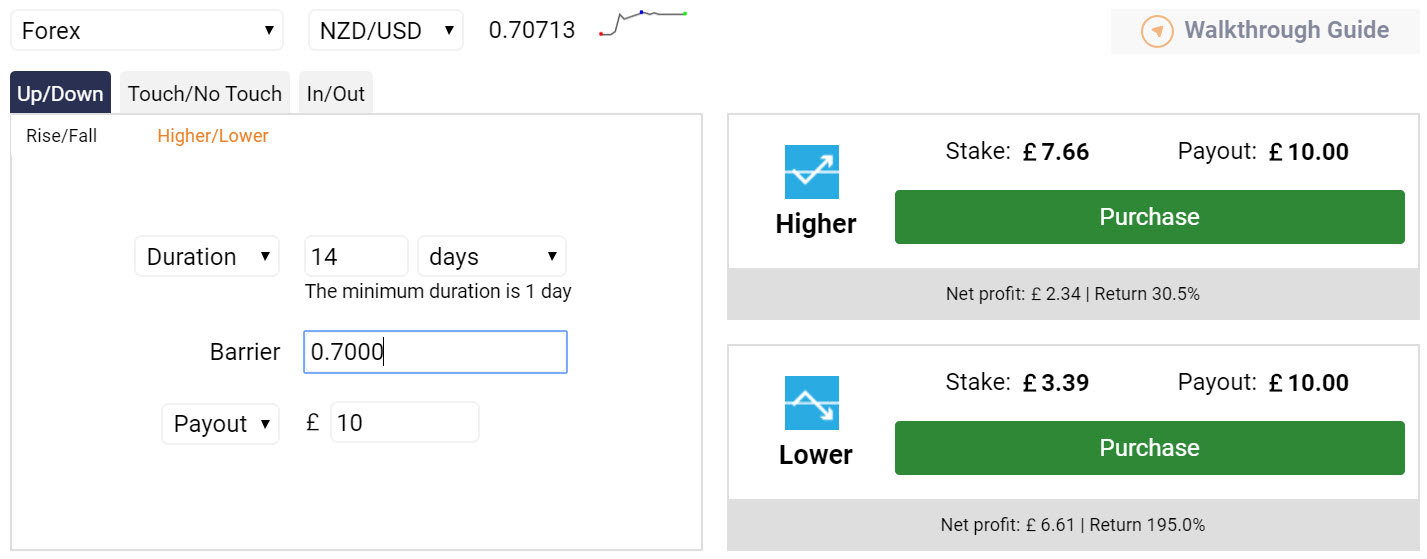 Forex NZD/USD 0.70713 Walkthrough Guide
Up/Down Touch/No Touch In/Out
Rise/Fall Higher/Lower
Duration 14 days
The minimum duration is 1 day
Barrier 0.7000
Payout £ 10
Stake: £ 7.66 Payout: £ 10.00
Higher Purchase
Net profit: £ 2.34 | Return 30.5%
Stake: £ 3.39 Payout: £ 10.00
Lower Purchase
Net profit: £ 6.61 | Return 195.0%